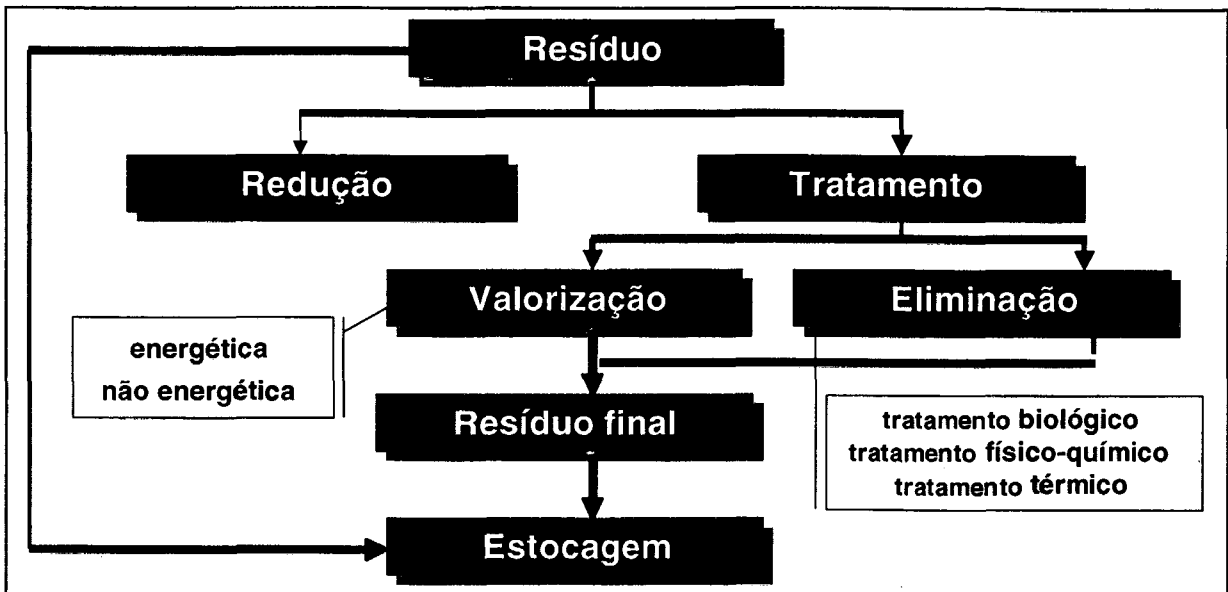 Resíduo
Redução
Tratamento
Valorização
Eliminação
energética
não energética
Resíduo final
tratamento biológico
tratamento físico-químico
tratamento térmico
Estocagem